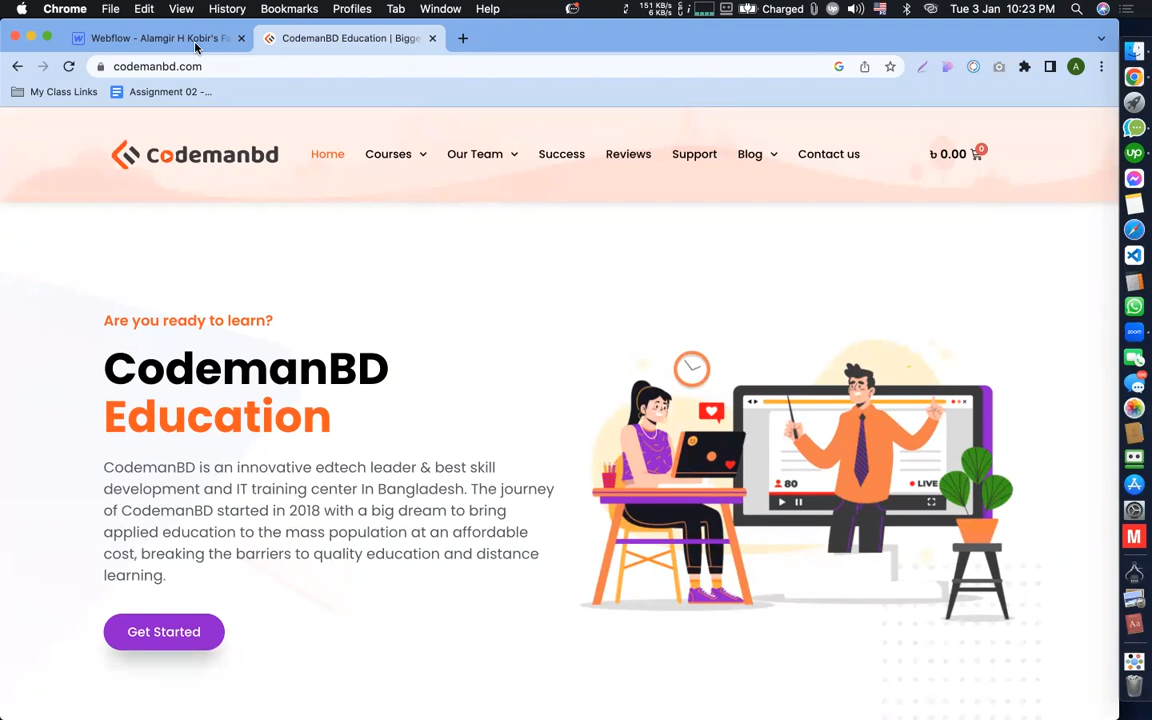 Chrome File Edit View History Bookmarks Profiles Tab Window Help 151 KB/s 6 KB/s Charged Tue 3 Jan 10:23 PM
Webflow - Alamgir H Kobir's F
CodemanBD Education | Bigge
codemanbd.com
A
My Class Links
Assignment 02 -...
codemanbd
Home Courses Our Team Success Reviews Support Blog Contact us ৳ 0.00 0
Are you ready to learn?
CodemanBD
Education
CodemanBD is an innovative edtech leader & best skill
development and IT training center In Bangladesh. The journey
of CodemanBD started in 2018 with a big dream to bring
applied education to the mass population at an affordable
cost, breaking the barriers to quality education and distance
learning.
Get Started
80
LIVE